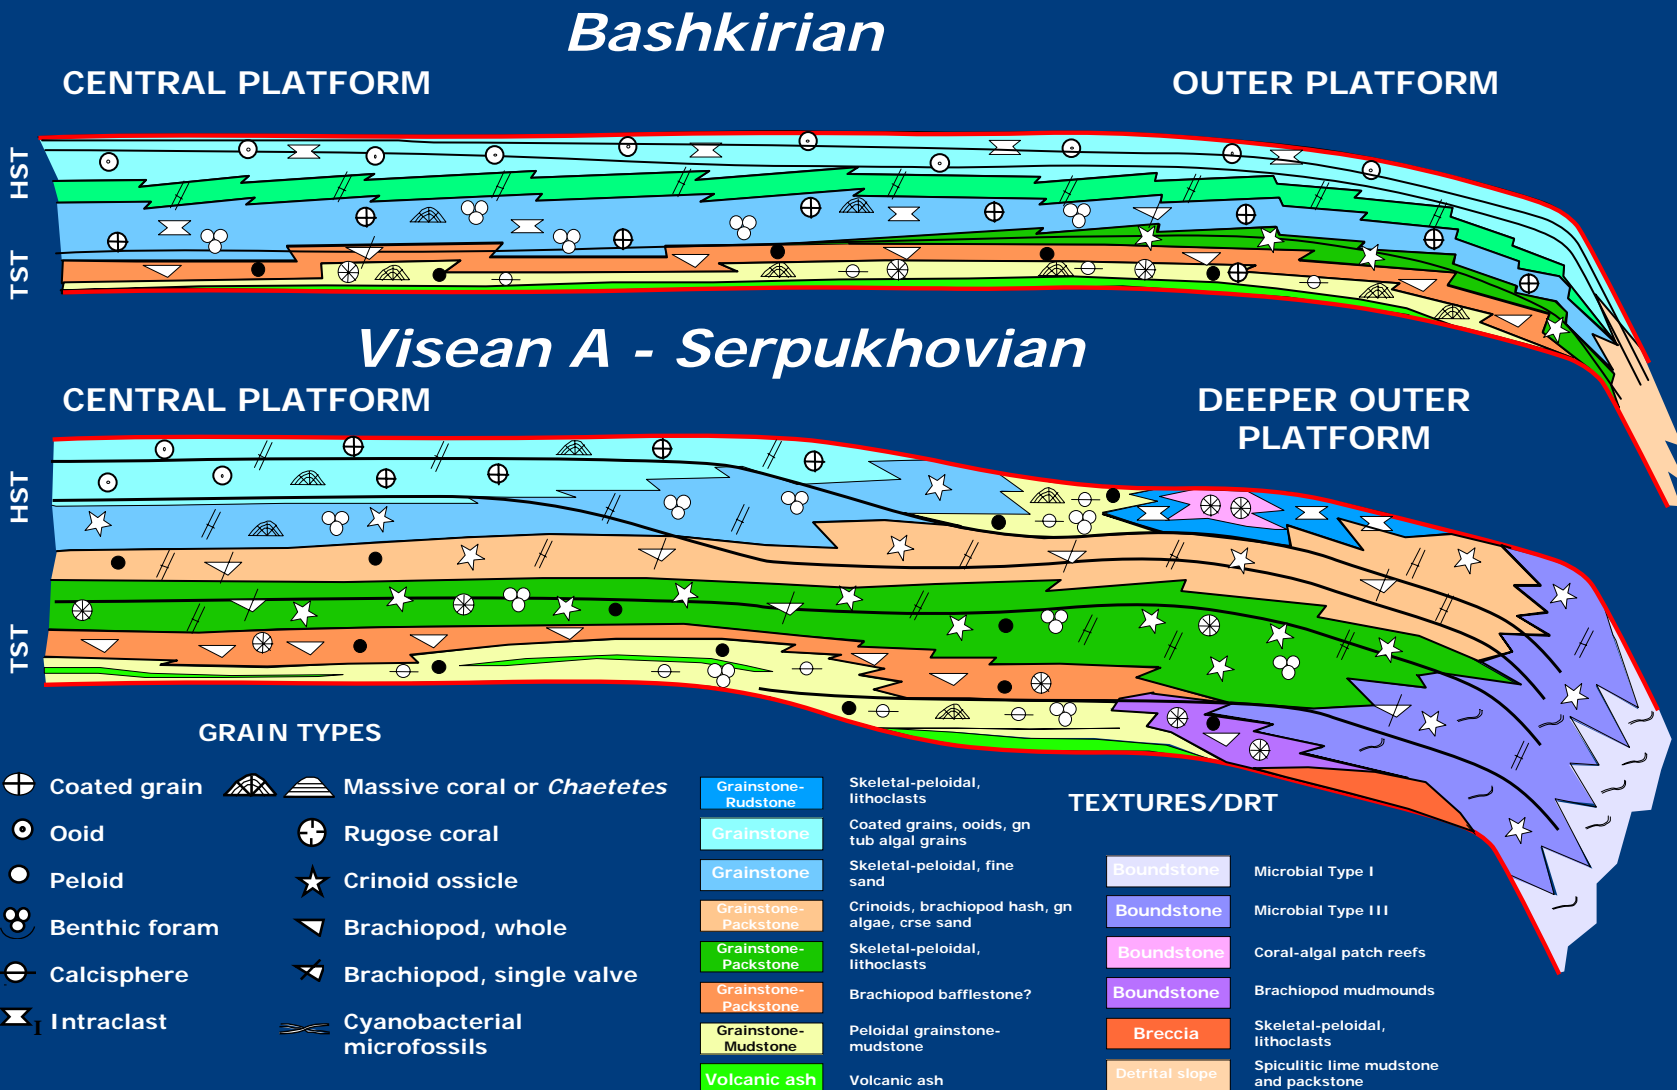 Bashkirian
CENTRAL PLATFORM
OUTER PLATFORM
HST
TST
Visean A - Serpukhovian
CENTRAL PLATFORM
DEEPER OUTER
PLATFORM
HST
TST
GRAIN TYPES
Coated grain
Ooid
Peloid
Benthic foram
Calcisphere
I Intraclast
Massive coral or Chaetetes
Rugose coral
Crinoid ossicle
Brachiopod, whole
Brachiopod, single valve
Cyanobacterial
microfossils
TEXTURES/DRT
Grainstone-
Rudstone
Skeletal-peloidal,
lithoclasts
Grainstone
Coated grains, ooids, gn
tub algal grains
Grainstone
Skeletal-peloidal, fine
sand
Grainstone-
Packstone
Crinoids, brachiopod hash, gn
algae, crse sand
Grainstone-
Packstone
Skeletal-peloidal,
lithoclasts
Grainstone-
Packstone
Brachiopod bafflestone?
Grainstone-
Mudstone
Peloidal grainstone-
mudstone
Volcanic ash
Volcanic ash
Boundstone
Microbial Type I
Boundstone
Microbial Type III
Boundstone
Coral-algal patch reefs
Boundstone
Brachiopod mudmounds
Breccia
Skeletal-peloidal,
lithoclasts
Detrital slope
Spiculitic lime mudstone
and packstone